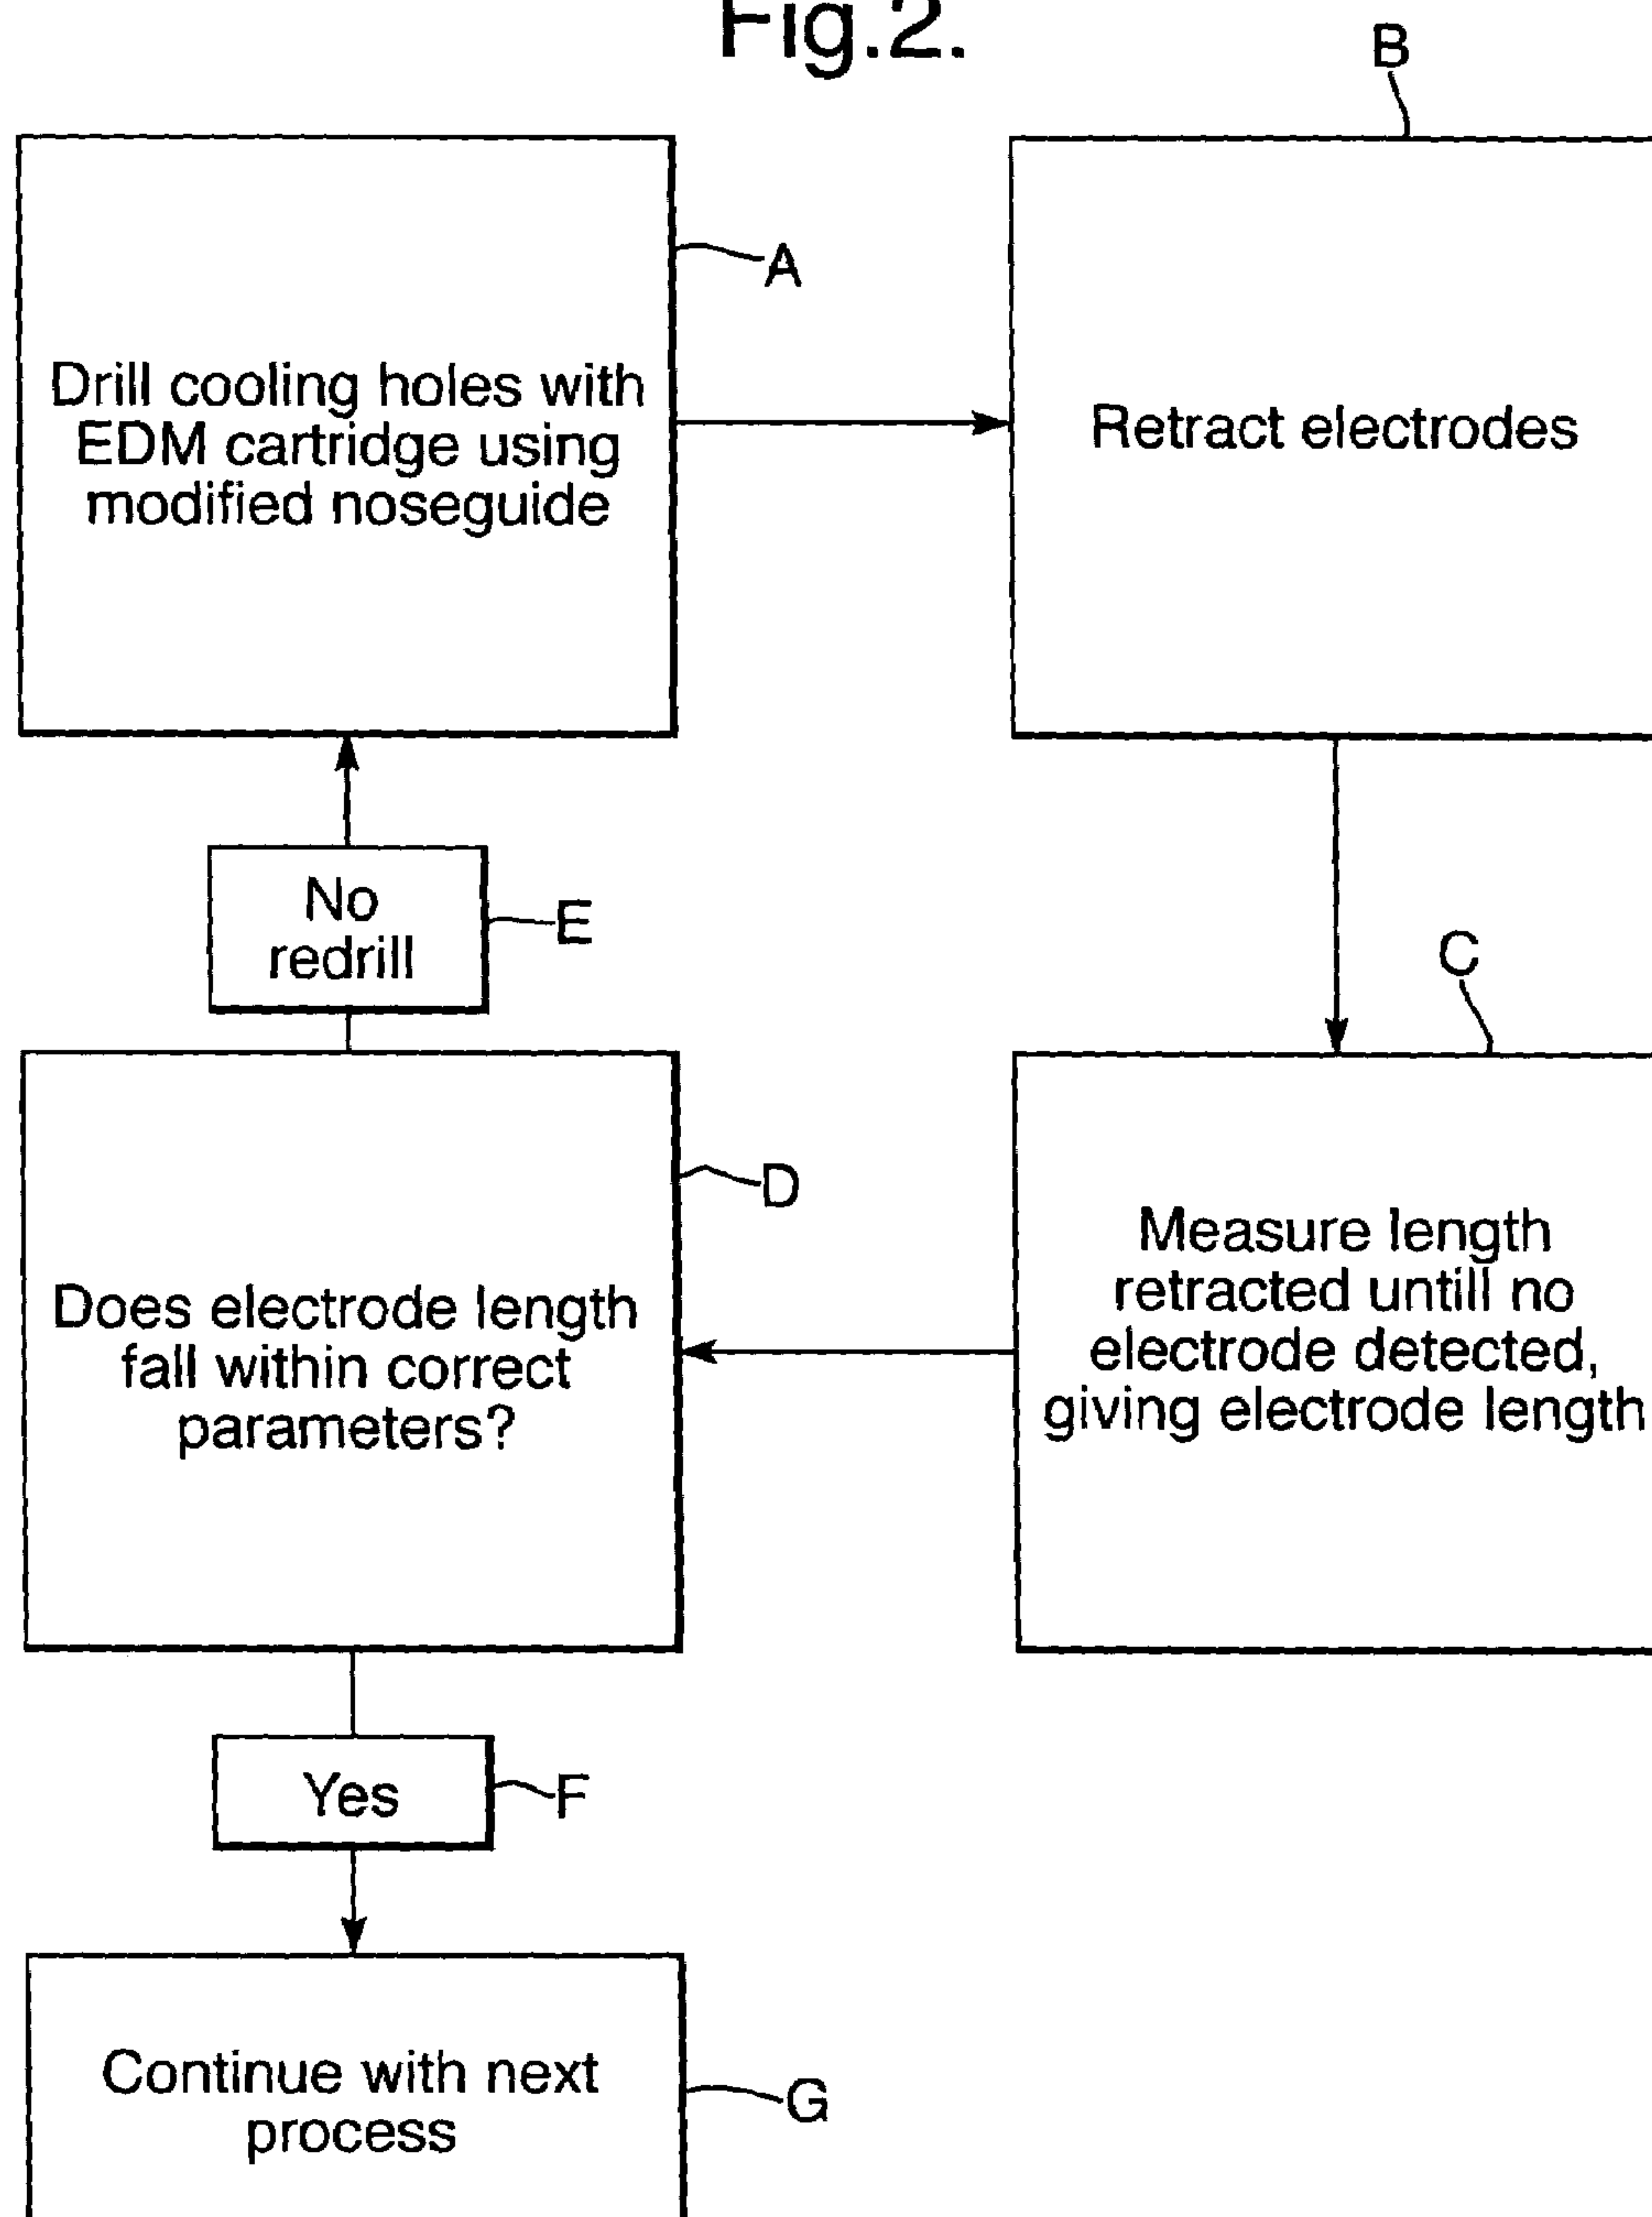 Fig.2.
B
A
Drill cooling holes with
EDM cartridge using
modified noseguide
Retract electrodes
No
redrill
E
C
D
Measure length
retracted untill no
electrode detected,
giving electrode length
Does electrode length
fall within correct
parameters?
Yes
F
Continue with next
process
G